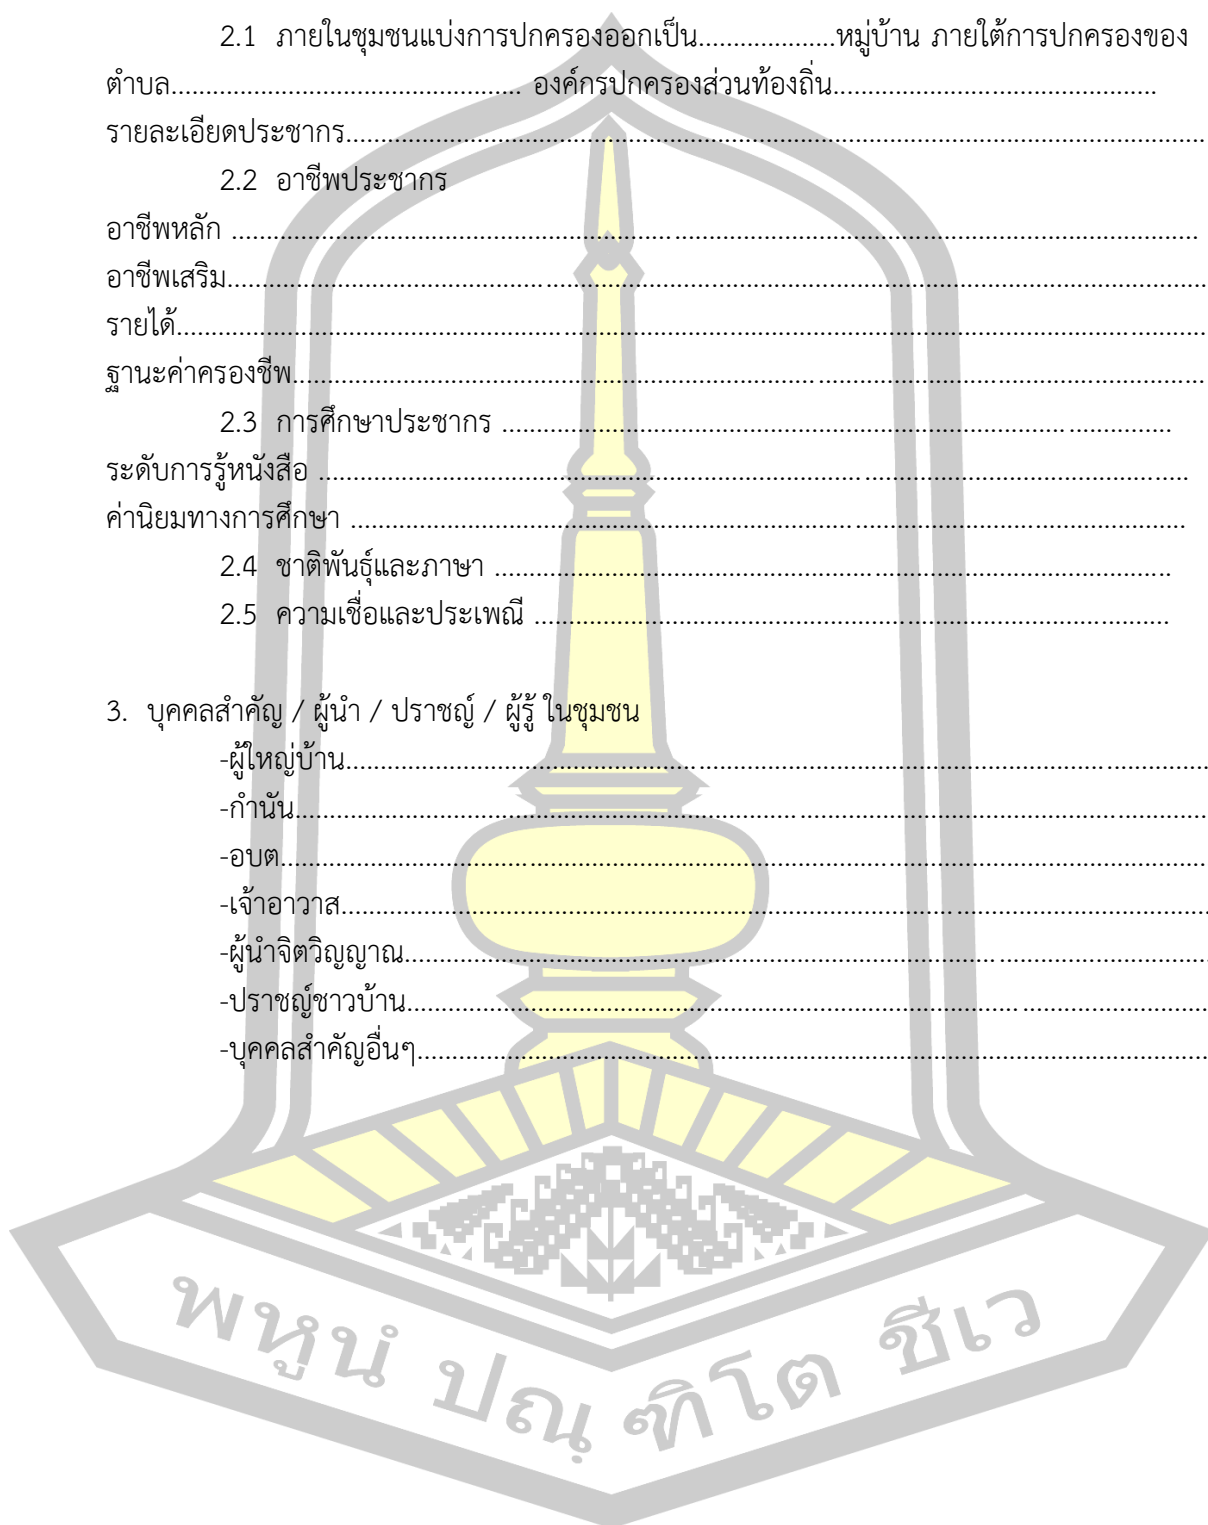 2.1 ภายในชุมชนแบ่งการปกครองออกเป็น....................หมู่บ้าน ภายใต้การปกครองของ
ตำบล.................................................... องค์กรปกครองส่วนท้องถิ่น................................................
รายละเอียดประชากร................................................................................................................................
2.2 อาชีพประชากร
อาชีพหลัก ...............................................................................................................................................
อาชีพเสริม.................................................................................................................................................
รายได้.........................................................................................................................................................
ฐานะค่าครองชีพ........................................................................................................................................
2.3 การศึกษาประชากร ....................................................................................................
ระดับการรู้หนังสือ .................................................................................................................................
ค่านิยมทางการศึกษา ............................................................................................................................
2.4 ชาติพันธุ์และภาษา .....................................................................................................
2.5 ความเชื่อและประเพณี ...............................................................................................
3. บุคคลสำคัญ / ผู้นำ / ปราชญ์ / ผู้รู้ ในชุมชน
-ผู้ใหญ่บ้าน................................................................................................................................
-กำนัน........................................................................................................................................
-อบต..........................................................................................................................................
-เจ้าอาวาส.................................................................................................................................
-ผู้นำจิตวิญญาณ........................................................................................................................
-ปราชญ์ชาวบ้าน.......................................................................................................................
-บุคคลสำคัญอื่นๆ......................................................................................................................
พหูนํ ปณฺฑิโต ชีเว